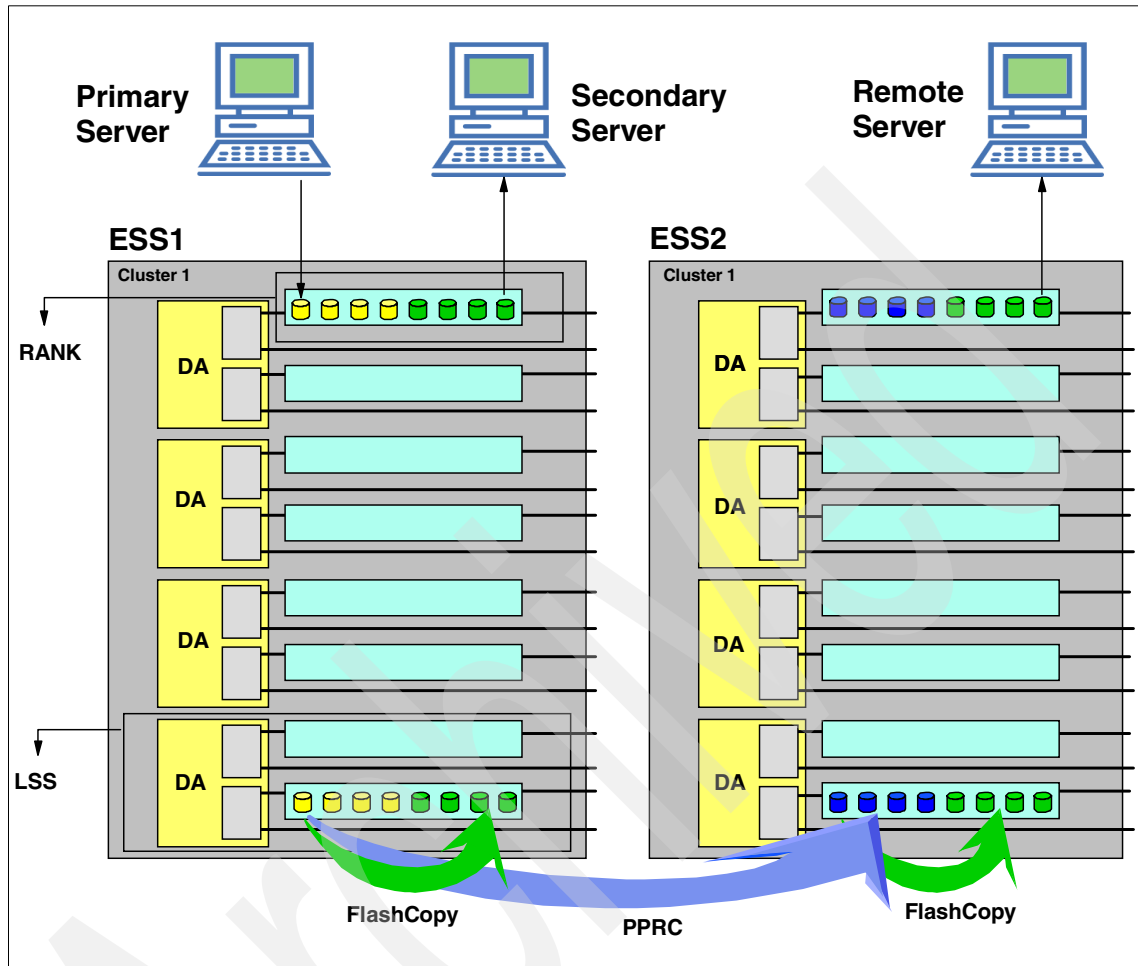 Primary
Server
Secondary
Server
Remote
Server
ESS1
ESS2
Cluster 1
Cluster 1
RANK
DA
DA
DA
DA
DA
DA
LSS
DA
DA
FlashCopy
PPRC
FlashCopy
Archived